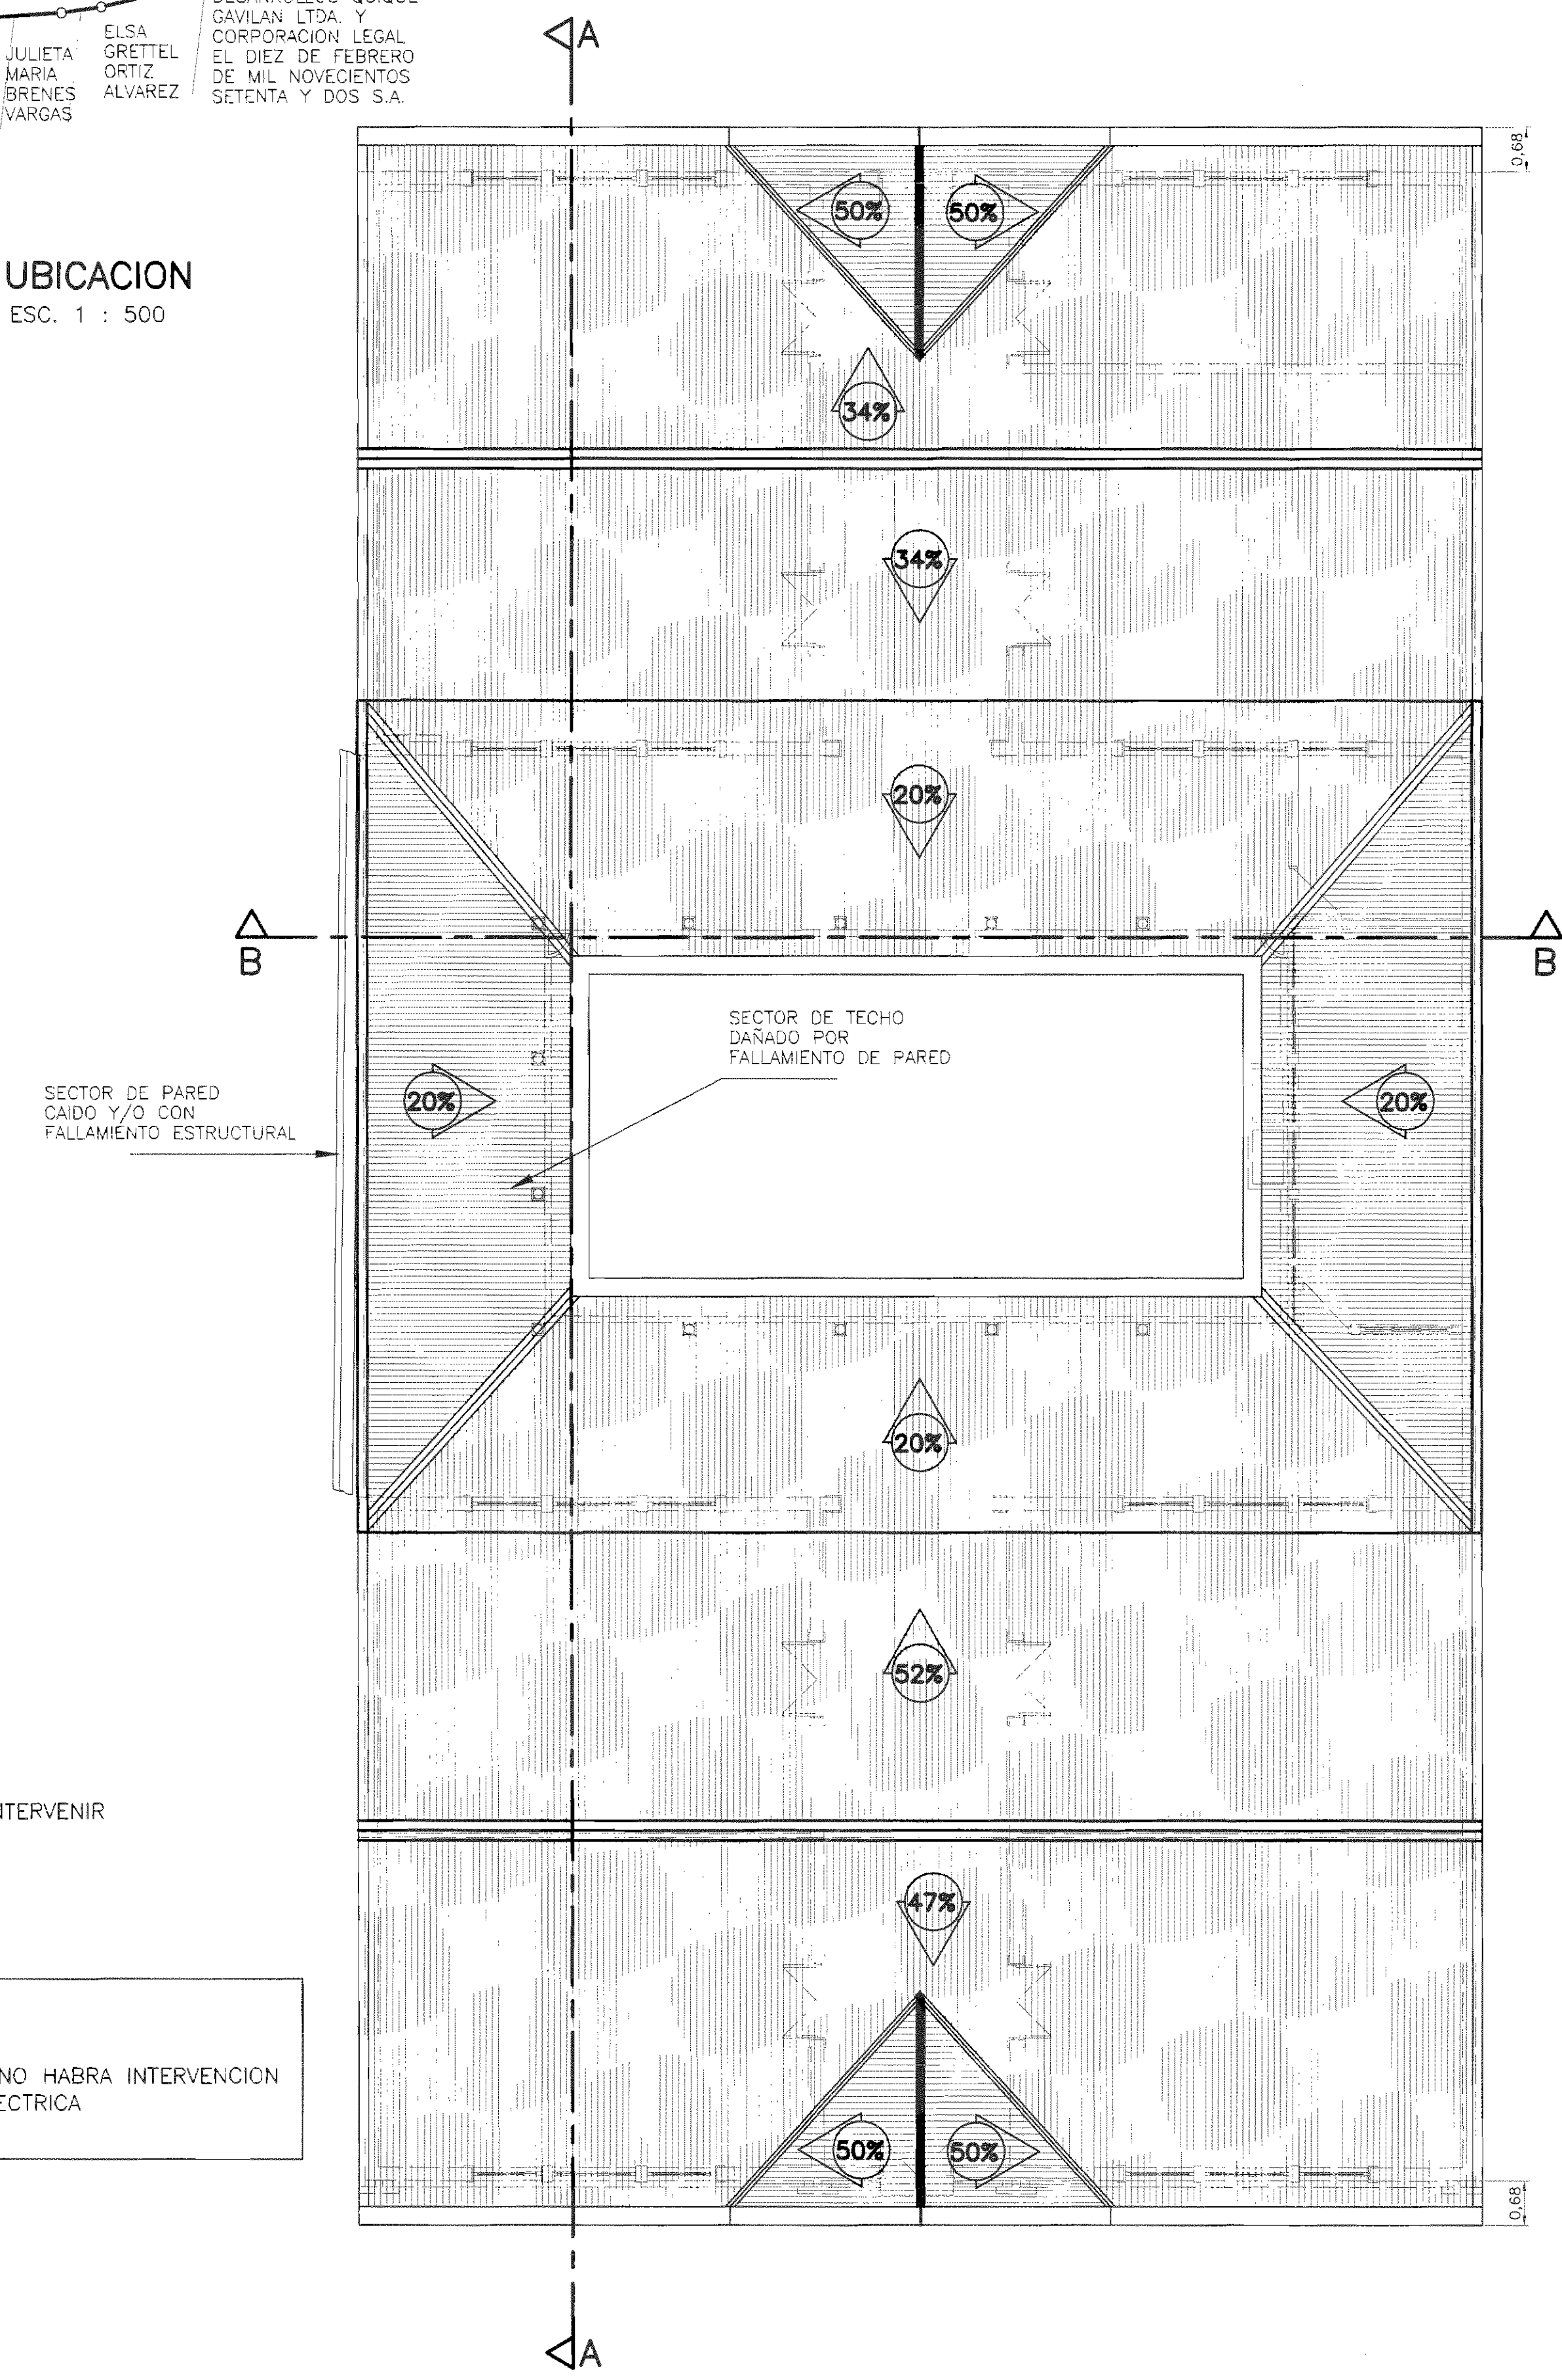 JULIETA
MARIA
BRENES
VARGAS
ELSA
GRETTEL
ORTIZ
ALVAREZ
GAVILAN LTDA. Y
CORPORACION LEGAL
EL DIEZ DE FEBRERO
DE MIL NOVECIENTOS
SETENTA Y DOS S.A.
A
0,68
UBICACION
ESC. 1 : 500
50%
50%
34%
34%
20%
B
B
SECTOR DE TECHO
DAÑADO POR
FALLAMIENTO DE PARED
SECTOR DE PARED
CAIDO Y/O CON
FALLAMIENTO ESTRUCTURAL
20%
20%
20%
52%
NTERVENIR
47%
NO HABRA INTERVENCION
ECTRICA
50%
50%
0,68
A